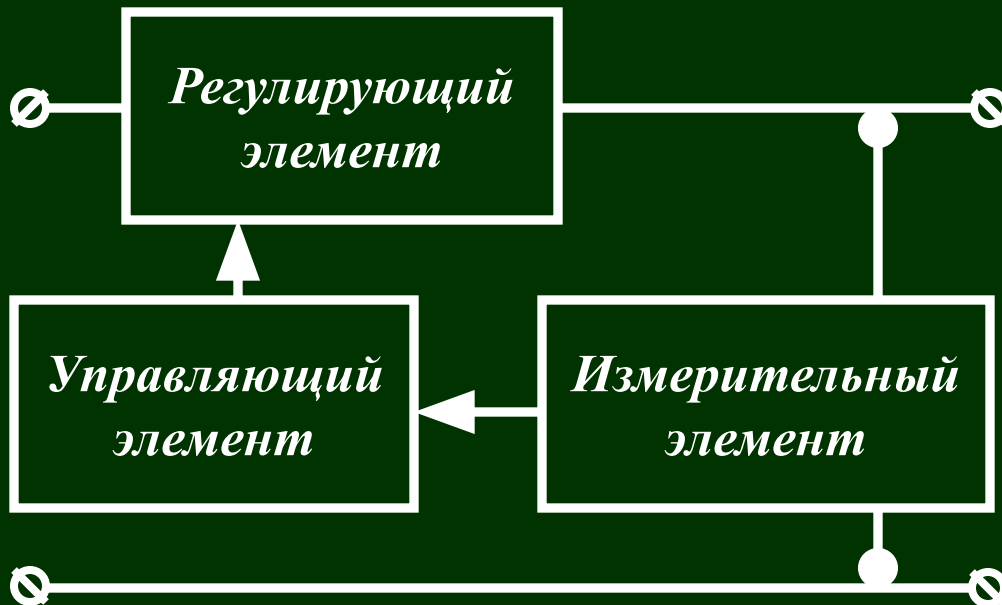 Регулирующий
элемент
Управляющий
элемент
Измерительный
элемент